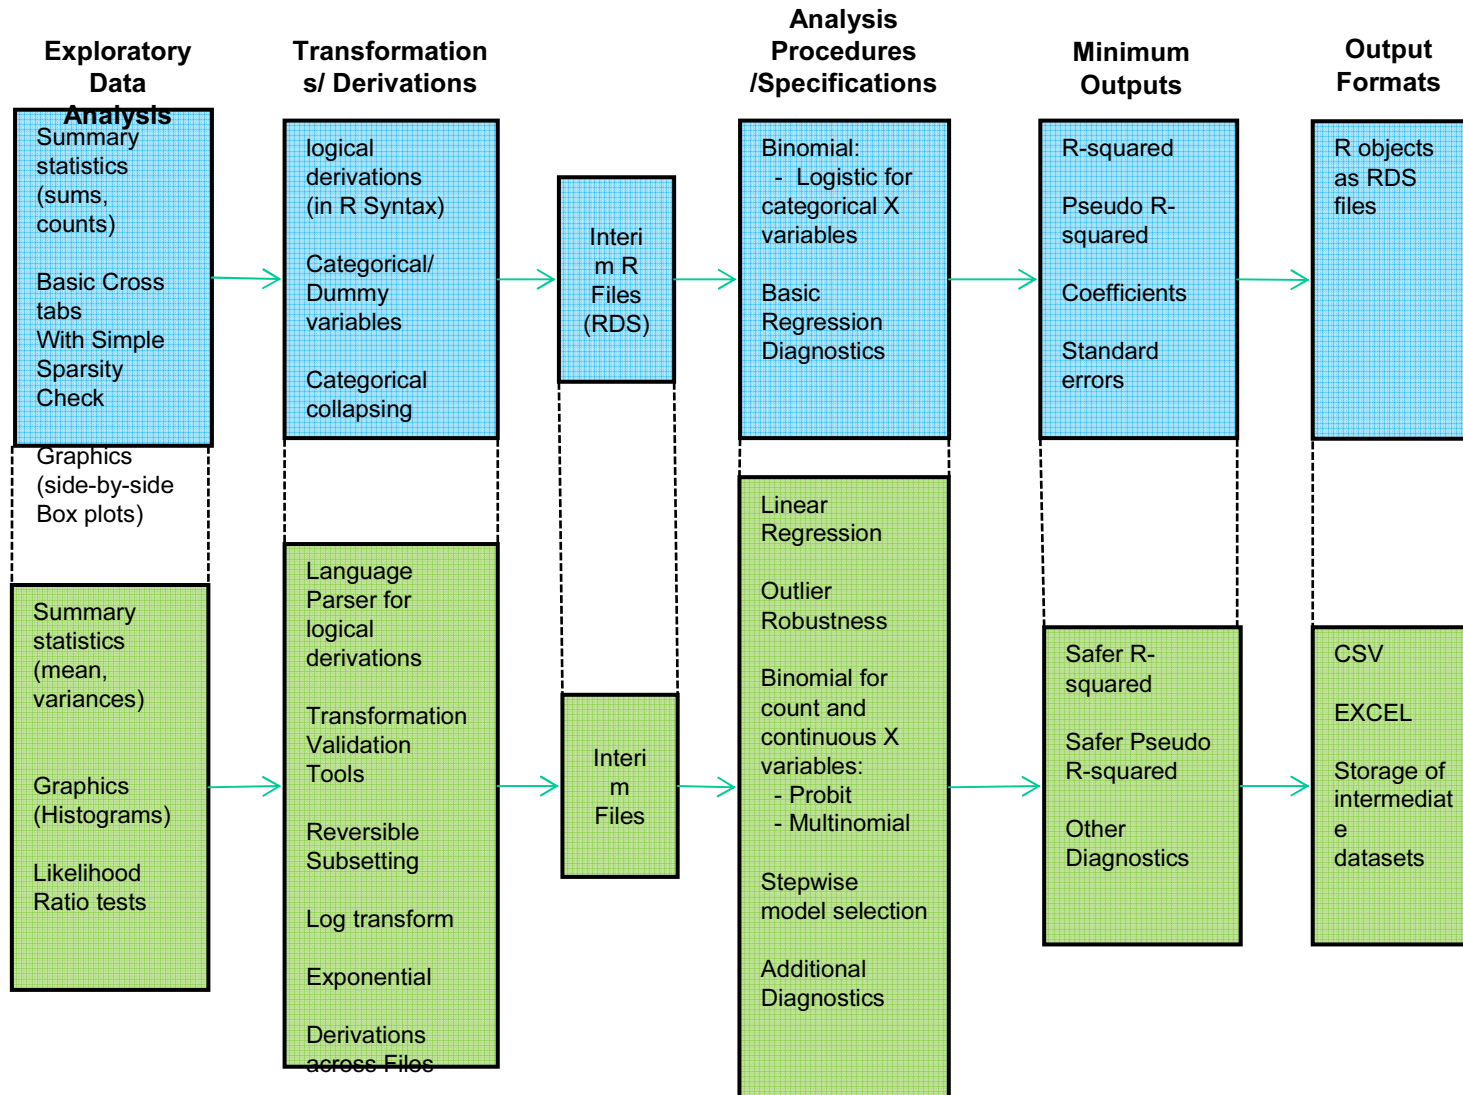 Exploratory
Data
Analysis
Transformation
s/ Derivations
Analysis
Procedures
/Specifications
Minimum
Outputs
Output
Formats
Summary
statistics
(sums,
counts)
Basic Cross
tabs
With Simple
Sparsity
Check
Graphics
(side-by-side
Box plots)
logical
derivations
(in R Syntax)
Categorical/
Dummy
variables
Categorical
collapsing
Interi
m R
Files
(RDS)
Binomial:
- Logistic for
categorical X
variables
Basic
Regression
Diagnostics
R-squared
Pseudo R-
squared
Coefficients
Standard
errors
R objects
as RDS
files
Summary
statistics
(mean,
variances)
Graphics
(Histograms)
Likelihood
Ratio tests
Language
Parser for
logical
derivations
Transformation
Validation
Tools
Reversible
Subsetting
Log transform
Exponential
Derivations
across Files
Interi
m
Files
Linear
Regression
Outlier
Robustness
Binomial for
count and
continuous X
variables:
- Probit
- Multinomial
Stepwise
model selection
Additional
Diagnostics
Safer R-
squared
Safer Pseudo
R-squared
Other
Diagnostics
CSV
EXCEL
Storage of
intermediat
e
datasets